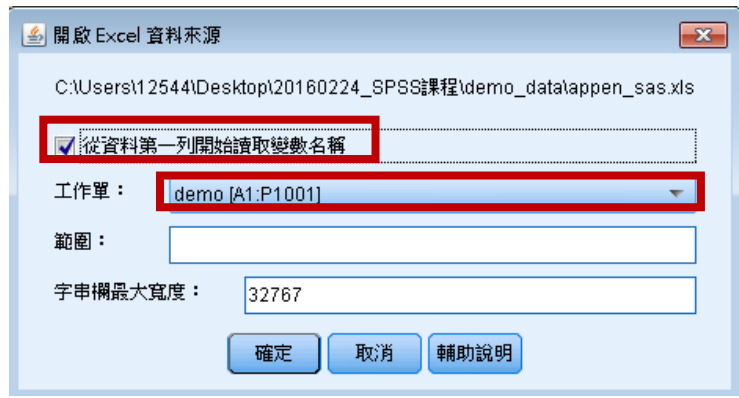 開啟 Excel 資料來源
C:\Users\12544\Desktop\20160224_SPSS課程\demo_data\appen_sas.xls
從資料第一列開始讀取變數名稱
工作單： demo [A1:P1001]
範圍：
字串欄最大寬度： 32767
確定 取消 輔助說明